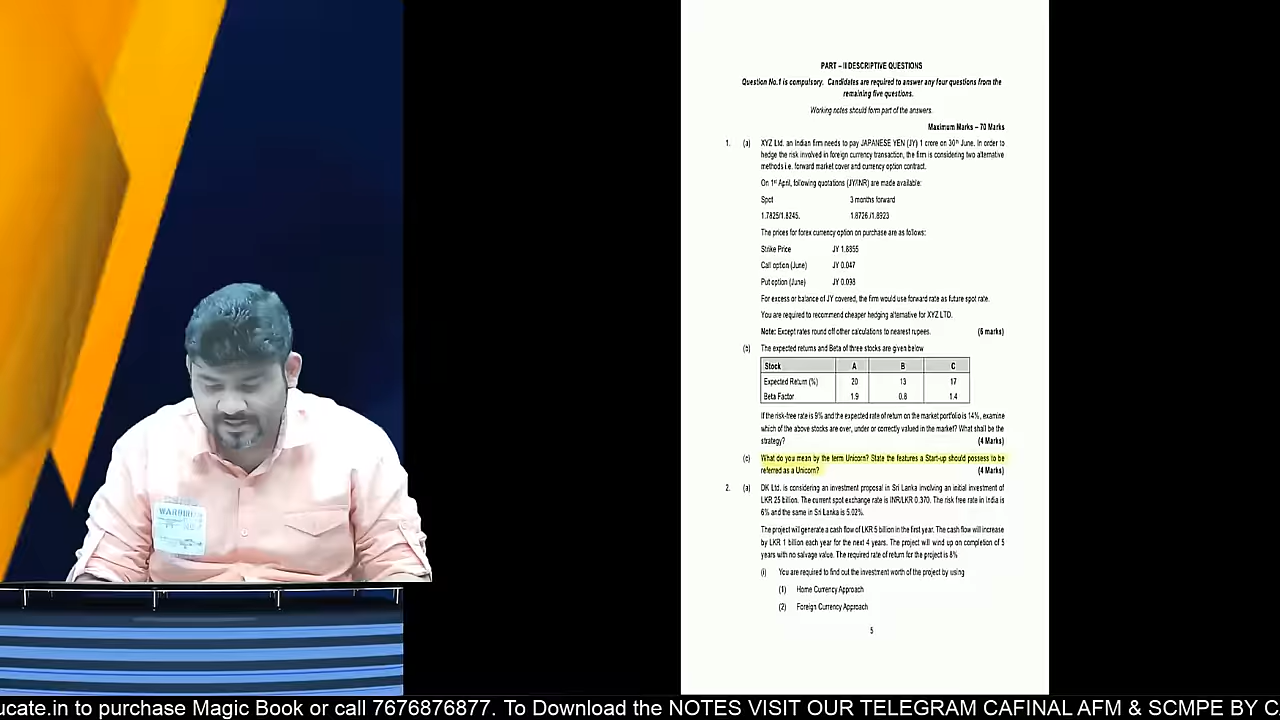 PART – II DESCRIPTIVE QUESTIONS
Question No.1 is compulsory. Candidates are required to answer any four questions from the
remaining five questions.
Working notes should form part of the answers.
Maximum Marks – 70 Marks
1. (a) XYZ Ltd. an Indian firm needs to pay JAPANESE YEN (JY) 1 crore on 30th June. In order to
hedge the risk involved in foreign currency transaction, the firm is considering two alternative
methods i.e. forward market cover and currency option contract.
On 1st April, following quotations (JY/INR) are made available:
Spot 3 months forward
1.7825/1.8245. 1.8726 /1.8923
The prices for forex currency option on purchase are as follows:
Strike Price JY 1.8855
Call option (June) JY 0.047
Put option (June) JY 0.098
For excess or balance of JY covered, the firm would use forward rate as future spot rate.
You are required to recommend cheaper hedging alternative for XYZ LTD.
Note: Except rates round off other calculations to nearest rupees. (6 marks)
(b) The expected returns and Beta of three stocks are given below
Stock A B C
Expected Return (%) 20 13 17
Beta Factor 1.9 0.8 1.4
If the risk-free rate is 9% and the expected rate of return on the market portfolio is 14%, examine
which of the above stocks are over, under or correctly valued in the market? What shall be the
strategy? (4 Marks)
(c) What do you mean by the term Unicorn? State the features a Start-up should possess to be
referred as a Unicorn? (4 Marks)
2. (a) DK Ltd. is considering an investment proposal in Sri Lanka involving an initial investment of
LKR 25 billion. The current spot exchange rate is INR/LKR 0.370. The risk free rate in India is
6% and the same in Sri Lanka is 5.02%.
The project will generate a cash flow of LKR 5 billion in the first year. The cash flow will increase
by LKR 1 billion each year for the next 4 years. The project will wind up on completion of 5
years with no salvage value. The required rate of return for the project is 8%
(i) You are required to find out the investment worth of the project by using
(1) Home Currency Approach
(2) Foreign Currency Approach
5
ucate.in to purchase Magic Book or call 7676876877. To Download the NOTES VISIT OUR TELEGRAM CAFINAL AFM & SCMPE BY C